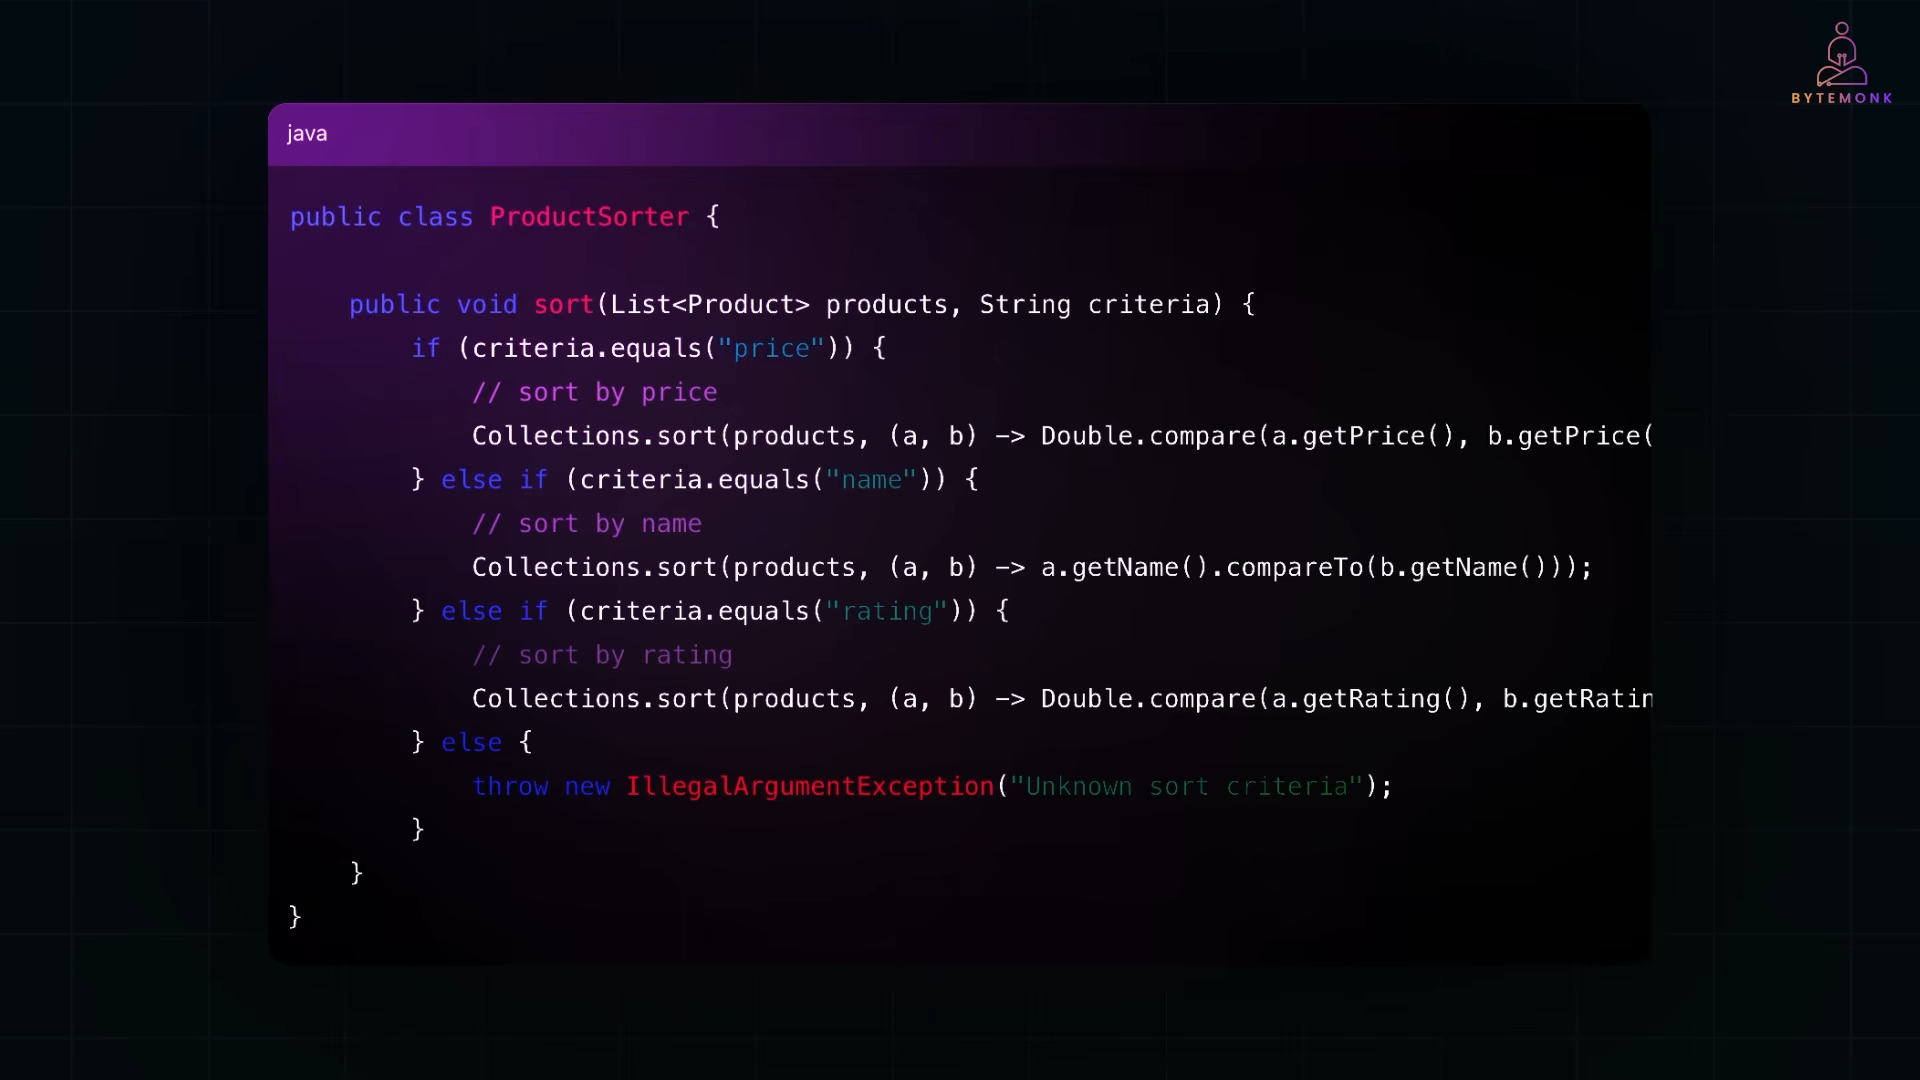 BYTEMONK
java
public class ProductSorter {
    public void sort(List<Product> products, String criteria) {
        if (criteria.equals("price")) {
            // sort by price
            Collections.sort(products, (a, b) -> Double.compare(a.getPrice(), b.getPrice(
        } else if (criteria.equals("name")) {
            // sort by name
            Collections.sort(products, (a, b) -> a.getName().compareTo(b.getName()));
        } else if (criteria.equals("rating")) {
            // sort by rating
            Collections.sort(products, (a, b) -> Double.compare(a.getRating(), b.getRatin
        } else {
            throw new IllegalArgumentException("Unknown sort criteria");
        }
    }
}